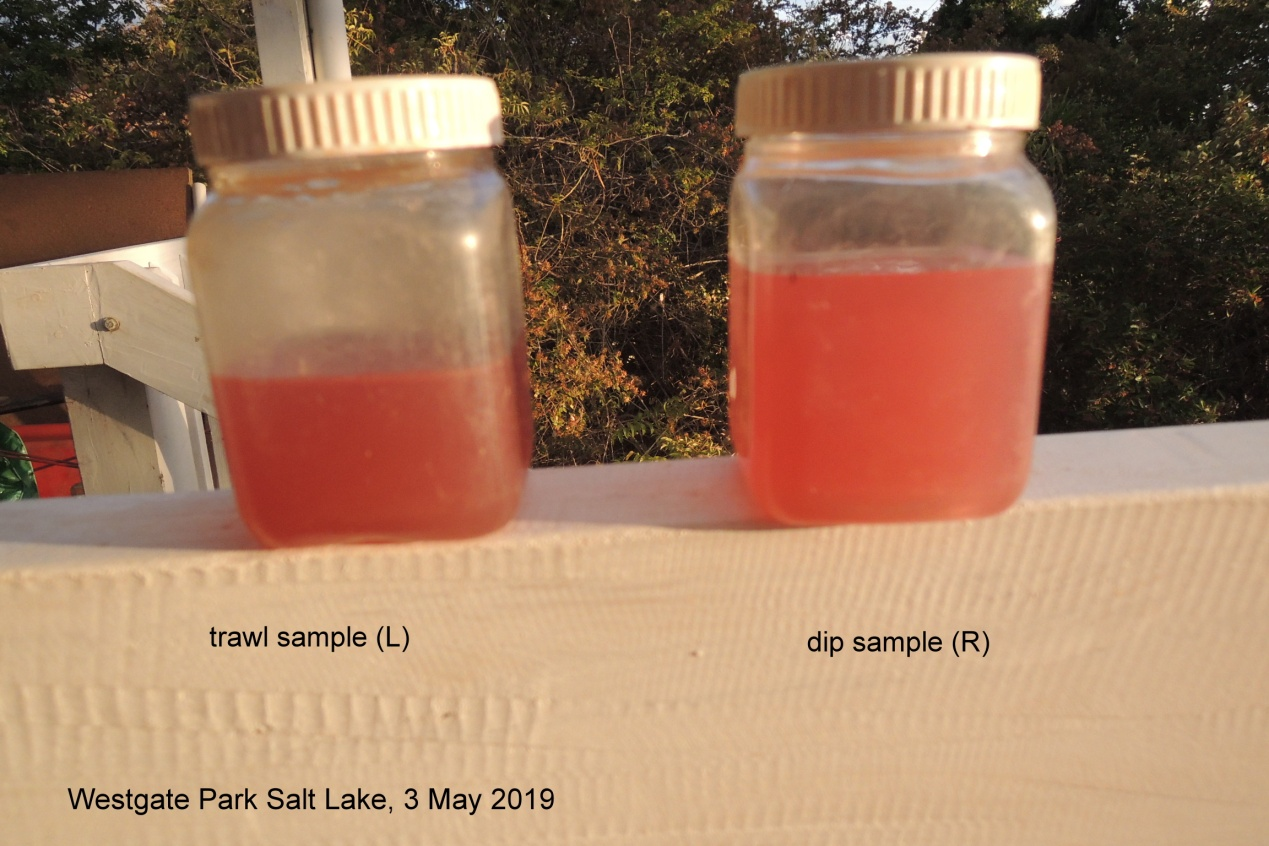 trawl sample (L)
dip sample (R)
Westgate Park Salt Lake, 3 May 2019